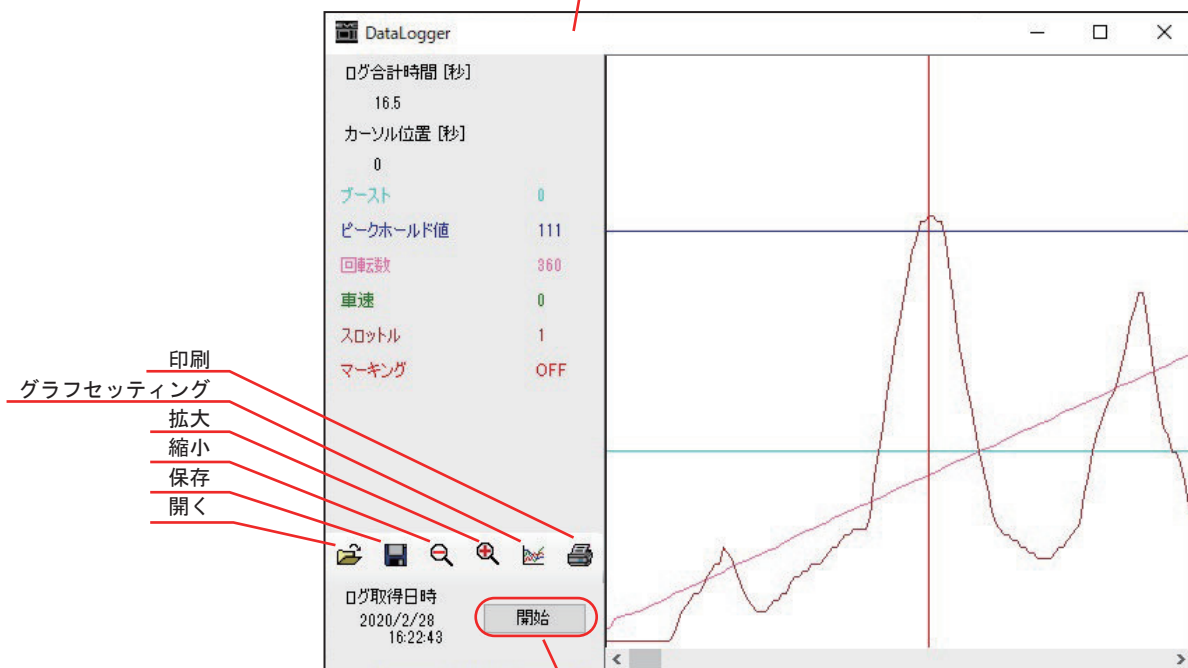 DataLogger
ログ合計時間 [秒]
16.5
カーソル位置 [秒]
0
ブースト 0
ピークホールド値 111
回転数 360
車速 0
スロットル 1
マーキング OFF
印刷
グラフセッティング
拡大
縮小
保存
開く
ログ取得日時
2020/2/28
16:22:43
開始